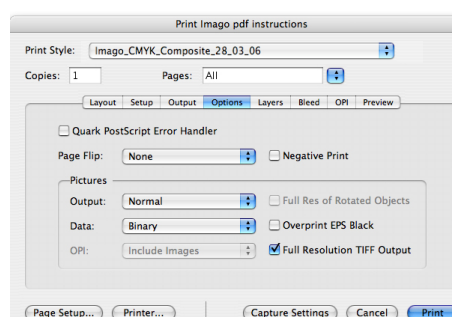 Print Imago pdf instructions
Print Style: Imago_CMYK_Composite_28_03_06
Copies: 1 Pages: All
Layout Setup Output Options Layers Bleed OPI Preview
Quark PostScript Error Handler
Page Flip: None Negative Print
Pictures
Output: Normal Full Res of Rotated Objects
Data: Binary Overprint EPS Black
OPI: Include Images Full Resolution TIFF Output
Page Setup... Printer... Capture Settings Cancel Print